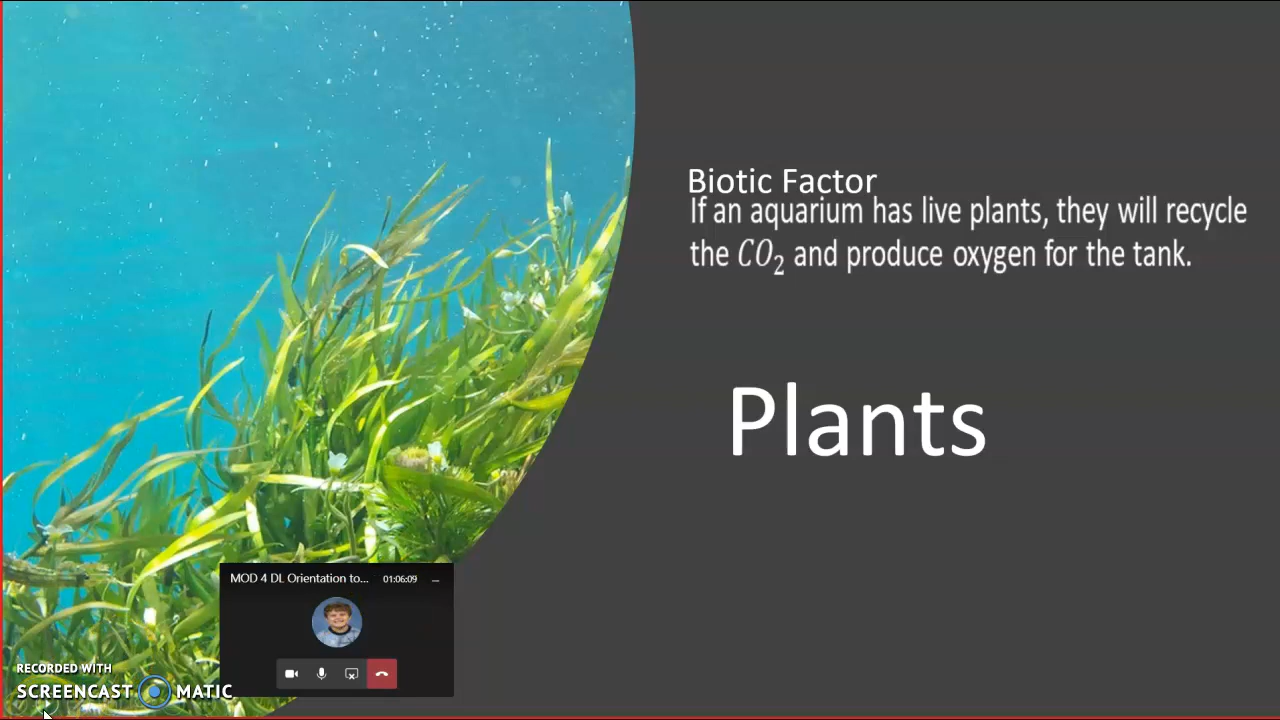 Biotic Factor
If an aquarium has live plants, they will recycle
the CO₂ and produce oxygen for the tank.
Plants
MOD 4 DL Orientation to... 01:06:09
RECORDED WITH
SCREENCAST MATIC